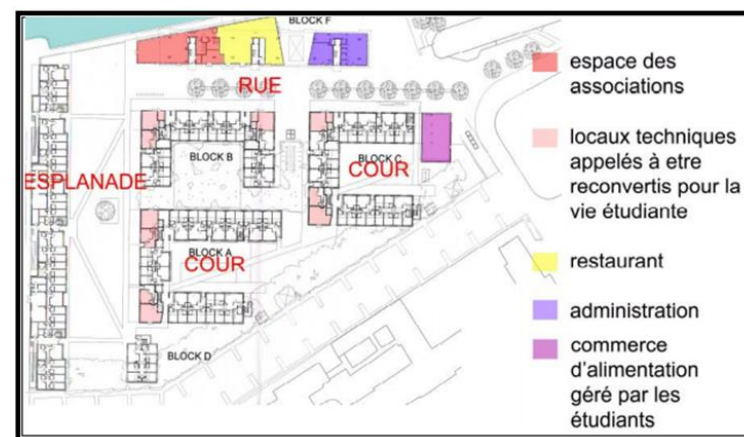 BLOCK F
RUE
BLOCK B
BLOCK C
COUR
ESPLANADE
BLOCK A
COUR
BLOCK D
espace des
associations
locaux techniques
appelés à etre
reconvertis pour la
vie étudiante
restaurant
administration
commerce
d'alimentation
géré par les
étudiants